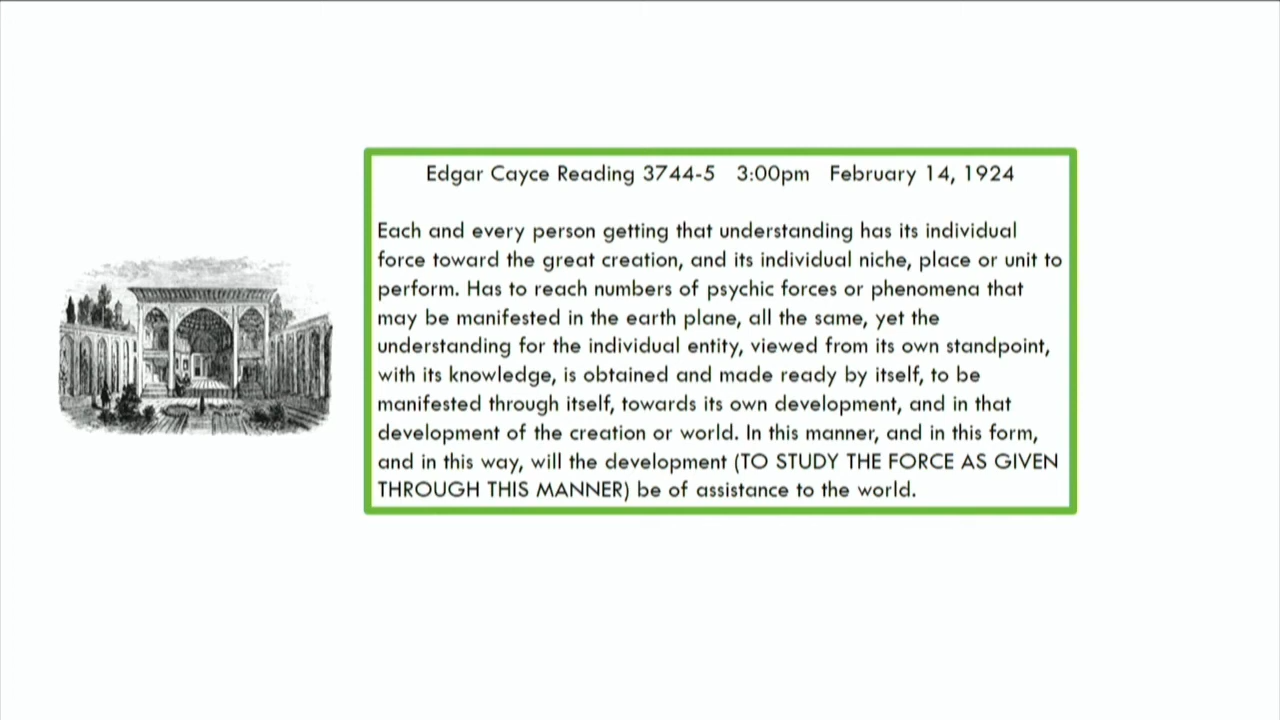 Edgar Cayce Reading 3744-5 3:00pm February 14, 1924
Each and every person getting that understanding has its individual
force toward the great creation, and its individual niche, place or unit to
perform. Has to reach numbers of psychic forces or phenomena that
may be manifested in the earth plane, all the same, yet the
understanding for the individual entity, viewed from its own standpoint,
with its knowledge, is obtained and made ready by itself, to be
manifested through itself, towards its own development, and in that
development of the creation or world. In this manner, and in this form,
and in this way, will the development (TO STUDY THE FORCE AS GIVEN
THROUGH THIS MANNER) be of assistance to the world.